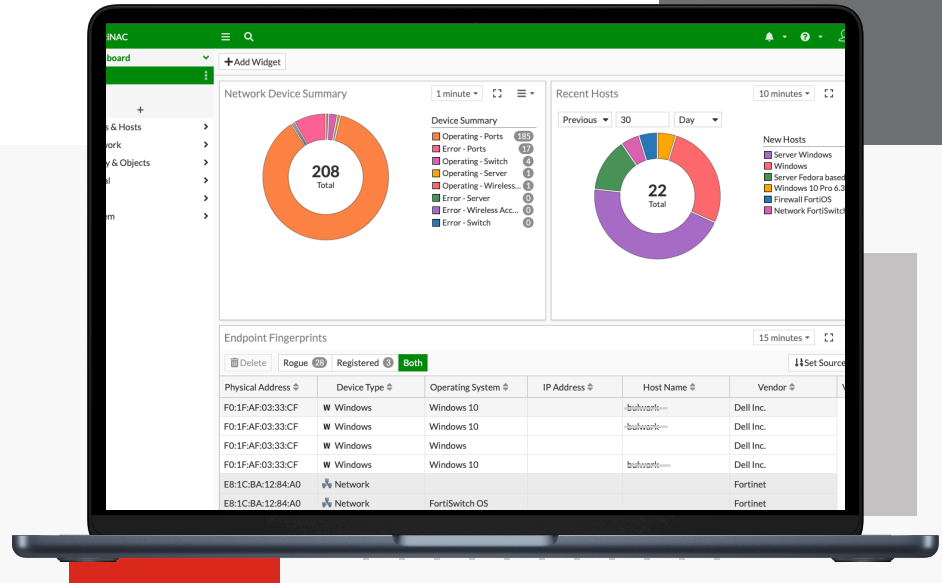 iNAC
board
+Add Widget
+
s & Hosts
work
y & Objects
al
em
Network Device Summary
1 minute
208
Total
Device Summary
Operating - Ports 185
Error - Ports 17
Operating - Switch 4
Operating - Server 1
Operating - Wireless... 1
Error - Server 0
Error - Wireless Acc... 0
Error - Switch 0
Recent Hosts
10 minutes
Previous 30 Day
22
Total
New Hosts
Server Windows
Windows
Server Fedora based
Windows 10 Pro 6.3
Firewall FortiOS
Network FortiSwitch
Endpoint Fingerprints
15 minutes
Delete Rogue 28 Registered 3 Both
Set Source
Physical Address Device Type Operating System IP Address Host Name Vendor
F0:1F:AF:03:33:CF Windows Windows 10 bulwark Dell Inc.
F0:1F:AF:03:33:CF Windows Windows 10 bulwark Dell Inc.
F0:1F:AF:03:33:CF Windows Windows Dell Inc.
F0:1F:AF:03:33:CF Windows Windows 10 bulwark Dell Inc.
E8:1C:BA:12:84:A0 Network Fortinet
E8:1C:BA:12:84:A0 Network FortiSwitch OS Fortinet